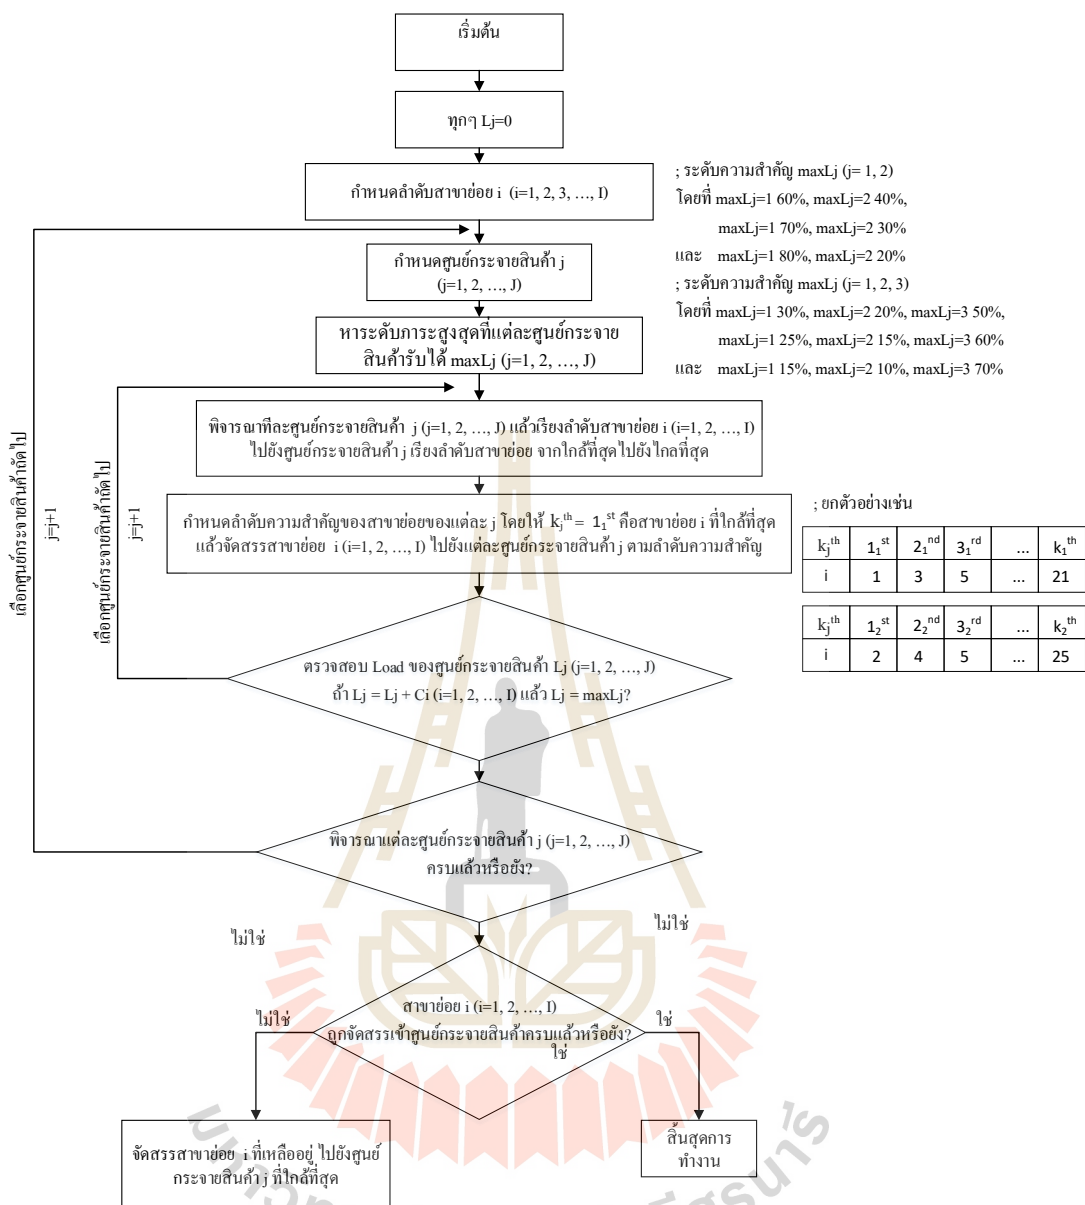 เริ่มต้น
ทุกๆ Lj=0
กำหนดลำดับสาขาย่อย i (i=1, 2, 3, …, I)
; ระดับความสำคัญ maxLj (j= 1, 2)
โดยที่ maxLj=1 60%, maxLj=2 40%,
maxLj=1 70%, maxLj=2 30%
และ maxLj=1 80%, maxLj=2 20%
; ระดับความสำคัญ maxLj (j= 1, 2, 3)
โดยที่ maxLj=1 30%, maxLj=2 20%, maxLj=3 50%,
maxLj=1 25%, maxLj=2 15%, maxLj=3 60%
และ maxLj=1 15%, maxLj=2 10%, maxLj=3 70%
กำหนดศูนย์กระจายสินค้า j
(j=1, 2, …, J)
หาระดับภาระสูงสุดที่แต่ละศูนย์กระจาย
สินค้ารับได้ maxLj (j=1, 2, …, J)
พิจารณาทีละศูนย์กระจายสินค้า j (j=1, 2, …, J) แล้วเรียงลำดับสาขาย่อย i (i=1, 2, …, I)
ไปยังศูนย์กระจายสินค้า j เรียงลำดับสาขาย่อย จากใกล้ที่สุดไปยังไกลที่สุด
กำหนดลำดับความสำคัญของสาขาย่อยของแต่ละ j โดยให้ kⱼᵗʰ = 1₁ˢᵗ คือสาขาย่อย i ที่ใกล้ที่สุด
แล้วจัดสรรสาขาย่อย i (i=1, 2, …, I) ไปยังแต่ละศูนย์กระจายสินค้า j ตามลำดับความสำคัญ
; ยกตัวอย่างเช่น
kⱼᵗʰ 1₁ˢᵗ 2₁ⁿᵈ 3₁ʳᵈ ... k₁ᵗʰ
i 1 3 5 ... 21
kⱼᵗʰ 1₂ˢᵗ 2₂ⁿᵈ 3₂ʳᵈ ... k₂ᵗʰ
i 2 4 5 ... 25
เลือกศูนย์กระจายสินค้าถัดไป
j=j+1
เลือกศูนย์กระจายสินค้าถัดไป
j=j+1
ตรวจสอบ Load ของศูนย์กระจายสินค้า Lj (j=1, 2, …, J)
ถ้า Lj = Lj + Ci (i=1, 2, …, I) แล้ว Lj = maxLj?
พิจารณาแต่ละศูนย์กระจายสินค้า j (j=1, 2, …, J)
ครบแล้วหรือยัง?
ไม่ใช่
ไม่ใช่
สาขาย่อย i (i=1, 2, …, I)
ถูกจัดสรรเข้าศูนย์กระจายสินค้าครบแล้วหรือยัง?
ไม่ใช่
ใช่
ใช่
จัดสรรสาขาย่อย i ที่เหลืออยู่ ไปยังศูนย์
กระจายสินค้า j ที่ใกล้ที่สุด
สิ้นสุดการ
ทำงาน